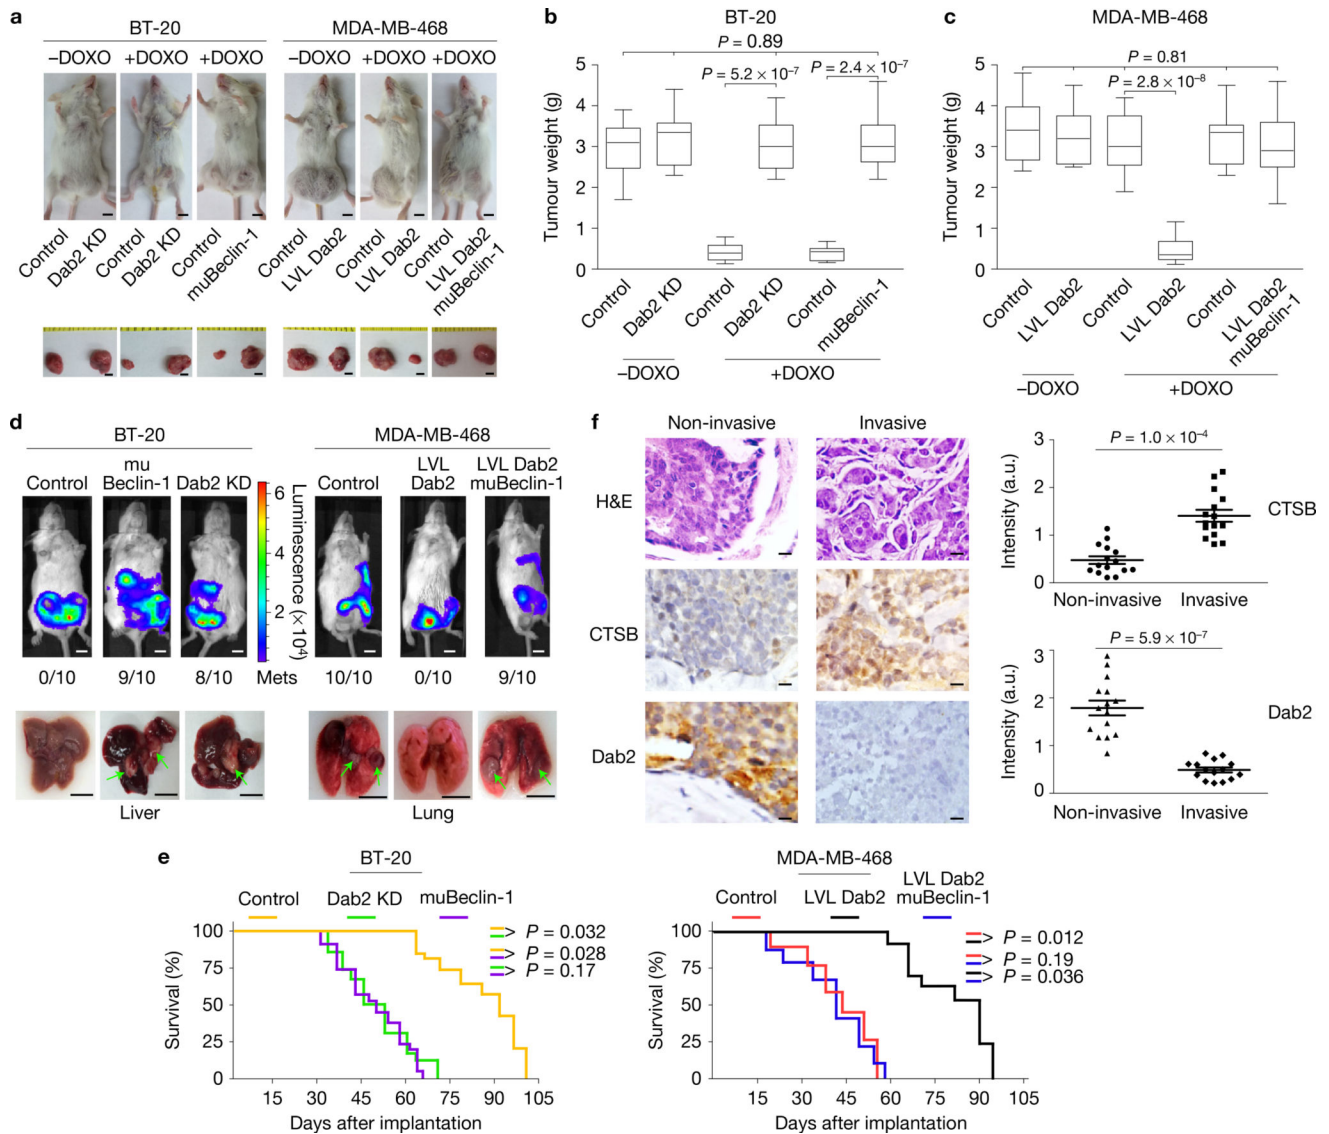 a
BT-20
MDA-MB-468
–DOXO +DOXO +DOXO –DOXO +DOXO +DOXO
Control
Dab2 KD
Control
Dab2 KD
Control
muBeclin-1
Control
LVL Dab2
Control
LVL Dab2
LVL Dab2
muBeclin-1
b
BT-20
P = 0.89
P = 5.2 × 10–7
P = 2.4 × 10–7
Tumour weight (g)
5
4
3
2
1
0
Control
Dab2 KD
Control
Dab2 KD
Control
muBeclin-1
–DOXO
+DOXO
c
MDA-MB-468
P = 0.81
P = 2.8 × 10–8
Tumour weight (g)
5
4
3
2
1
0
Control
LVL Dab2
Control
LVL Dab2
Control
LVL Dab2
muBeclin-1
–DOXO
+DOXO
d
BT-20
MDA-MB-468
Control
mu
Beclin-1
Dab2 KD
Control
LVL
Dab2
LVL Dab2
muBeclin-1
6
4
2
0
Luminescence (×10⁴)
0/10 9/10 8/10 Mets 10/10 0/10 9/10
Liver
Lung
f
Non-invasive
Invasive
H&E
CTSB
Dab2
P = 1.0 × 10–4
Intensity (a.u.)
3
2
1
0
Non-invasive Invasive
CTSB
P = 5.9 × 10–7
Intensity (a.u.)
3
2
1
0
Non-invasive Invasive
Dab2
e
BT-20
Control Dab2 KD muBeclin-1
P = 0.032
P = 0.028
P = 0.17
Survival (%)
100
75
50
25
0
15 30 45 60 75 90 105
Days after implantation
MDA-MB-468
Control LVL Dab2
LVL Dab2
muBeclin-1
P = 0.012
P = 0.19
P = 0.036
Survival (%)
100
75
50
25
0
15 30 45 60 75 90 105
Days after implantation